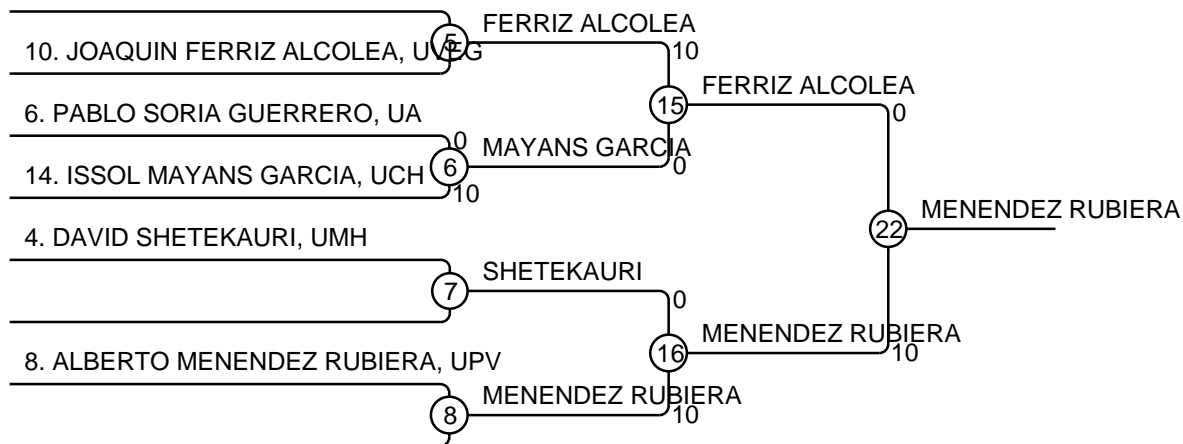 FERRIZ ALCOLEA
5
10. JOAQUIN FERRIZ ALCOLEA, UVEG
10
FERRIZ ALCOLEA
6. PABLO SORIA GUERRERO, UA
15
0
0
MAYANS GARCIA
14. ISSOL MAYANS GARCIA, UCH
6
0
10
MENENDEZ RUBIERA
4. DAVID SHETEKAURI, UMH
22
SHETEKAURI
7
0
MENENDEZ RUBIERA
8. ALBERTO MENENDEZ RUBIERA, UPV
16
10
MENENDEZ RUBIERA
8
10